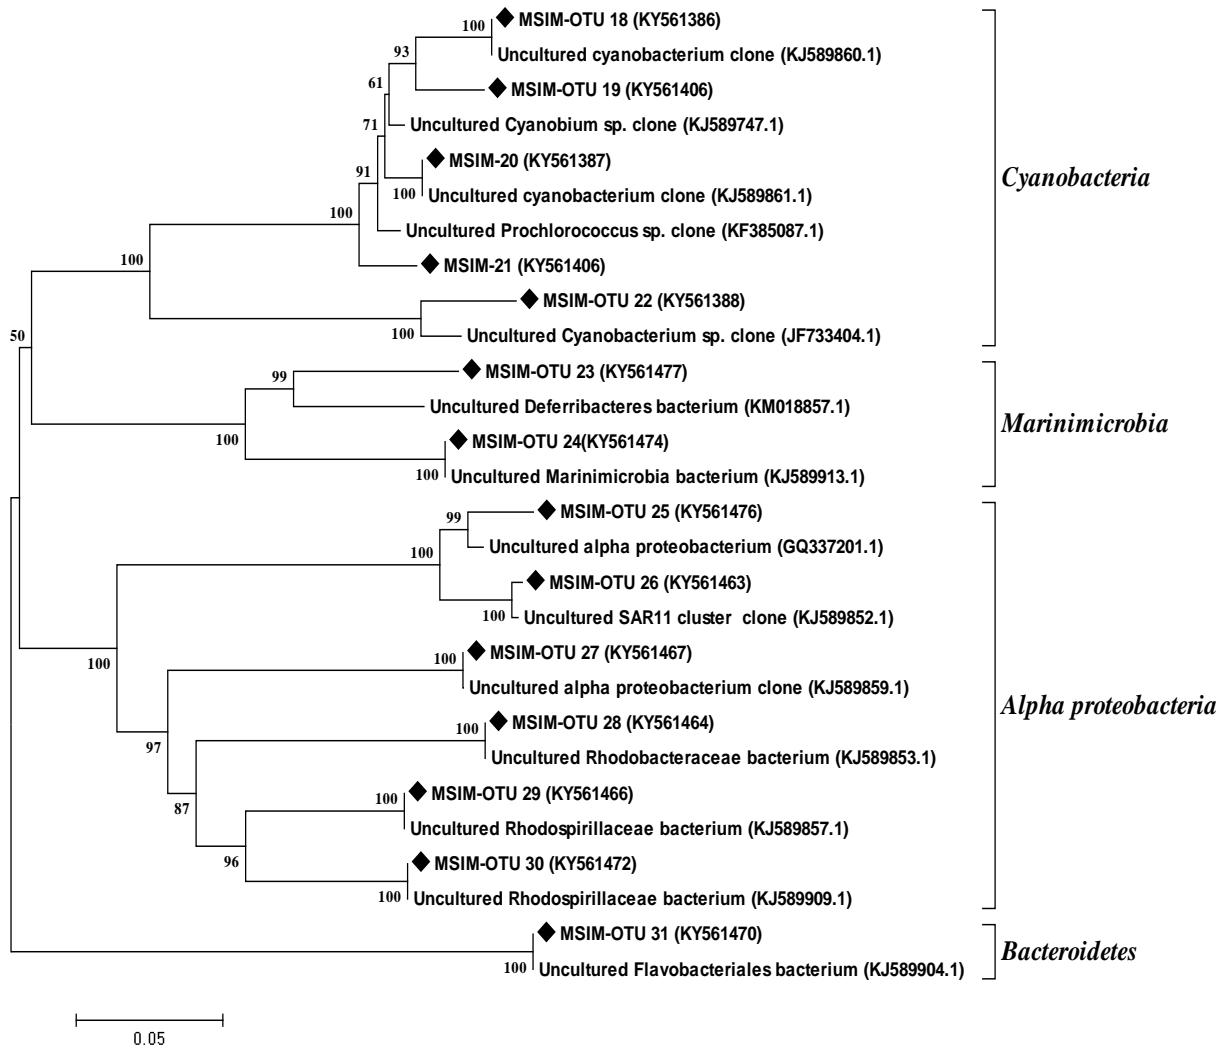 MSIM-OTU 18 (KY561386)
100
Uncultured cyanobacterium clone (KJ589860.1)
93
61
MSIM-OTU 19 (KY561406)
Uncultured Cyanobium sp. clone (KJ589747.1)
71
MSIM-20 (KY561387)
91
100
Uncultured cyanobacterium clone (KJ589861.1)
Cyanobacteria
100
Uncultured Prochlorococcus sp. clone (KF385087.1)
100
MSIM-21 (KY561406)
MSIM-OTU 22 (KY561388)
50
100
Uncultured Cyanobacterium sp. clone (JF733404.1)
99
MSIM-OTU 23 (KY561477)
Uncultured Deferribacteres bacterium (KM018857.1)
Marinimicrobia
100
MSIM-OTU 24(KY561474)
100
Uncultured Marinimicrobia bacterium (KJ589913.1)
99
MSIM-OTU 25 (KY561476)
100
Uncultured alpha proteobacterium (GQ337201.1)
MSIM-OTU 26 (KY561463)
100
Uncultured SAR11 cluster clone (KJ589852.1)
100
100
MSIM-OTU 27 (KY561467)
Uncultured alpha proteobacterium clone (KJ589859.1)
Alpha proteobacteria
97
100
MSIM-OTU 28 (KY561464)
Uncultured Rhodobacteraceae bacterium (KJ589853.1)
87
100
MSIM-OTU 29 (KY561466)
Uncultured Rhodospirillaceae bacterium (KJ589857.1)
96
MSIM-OTU 30 (KY561472)
100
Uncultured Rhodospirillaceae bacterium (KJ589909.1)
MSIM-OTU 31 (KY561470)
Bacteroidetes
100
Uncultured Flavobacteriales bacterium (KJ589904.1)
0.05